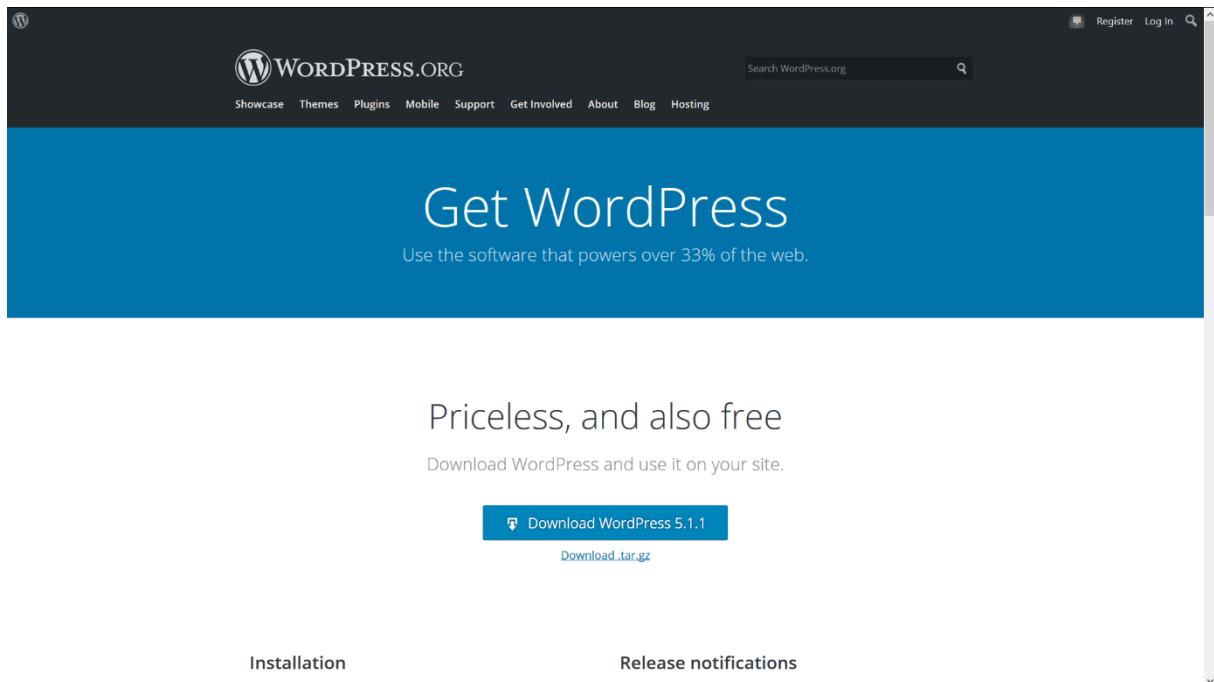 Register Log In
WORDPRESS.ORG
Search WordPress.org
Showcase Themes Plugins Mobile Support Get Involved About Blog Hosting
Get WordPress
Use the software that powers over 33% of the web.
Priceless, and also free
Download WordPress and use it on your site.
Download WordPress 5.1.1
Download .tar.gz
Installation
Release notifications